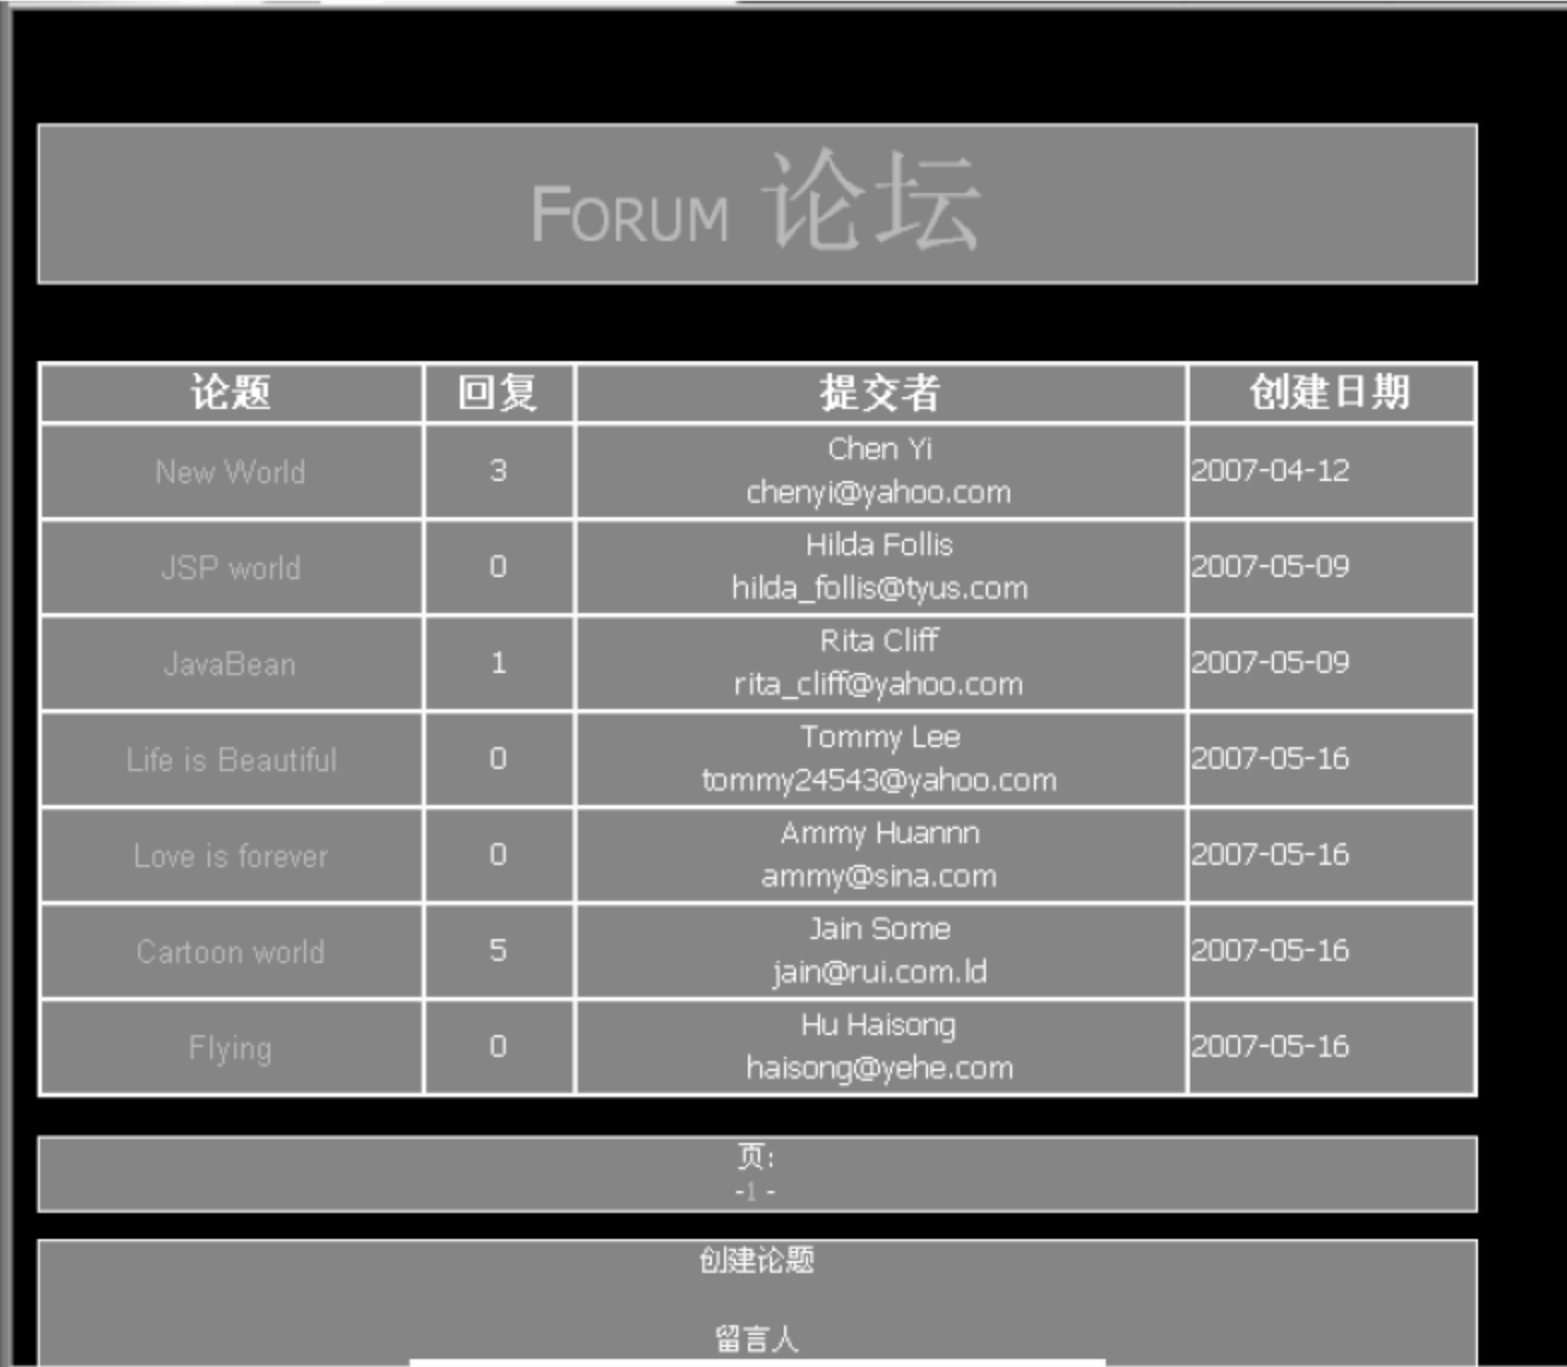 FORUM 论坛
论题 回复 提交者 创建日期
New World 3 Chen Yi 2007-04-12
chenyi@yahoo.com
JSP world 0 Hilda Follis 2007-05-09
hilda_follis@tyus.com
JavaBean 1 Rita Cliff 2007-05-09
rita_cliff@yahoo.com
Life is Beautiful 0 Tommy Lee 2007-05-16
tommy24543@yahoo.com
Love is forever 0 Ammy Huannn 2007-05-16
ammy@sina.com
Cartoon world 5 Jain Some 2007-05-16
jain@rui.com.ld
Flying 0 Hu Haisong 2007-05-16
haisong@yehe.com
页:
-1 -
创建论题
留言人